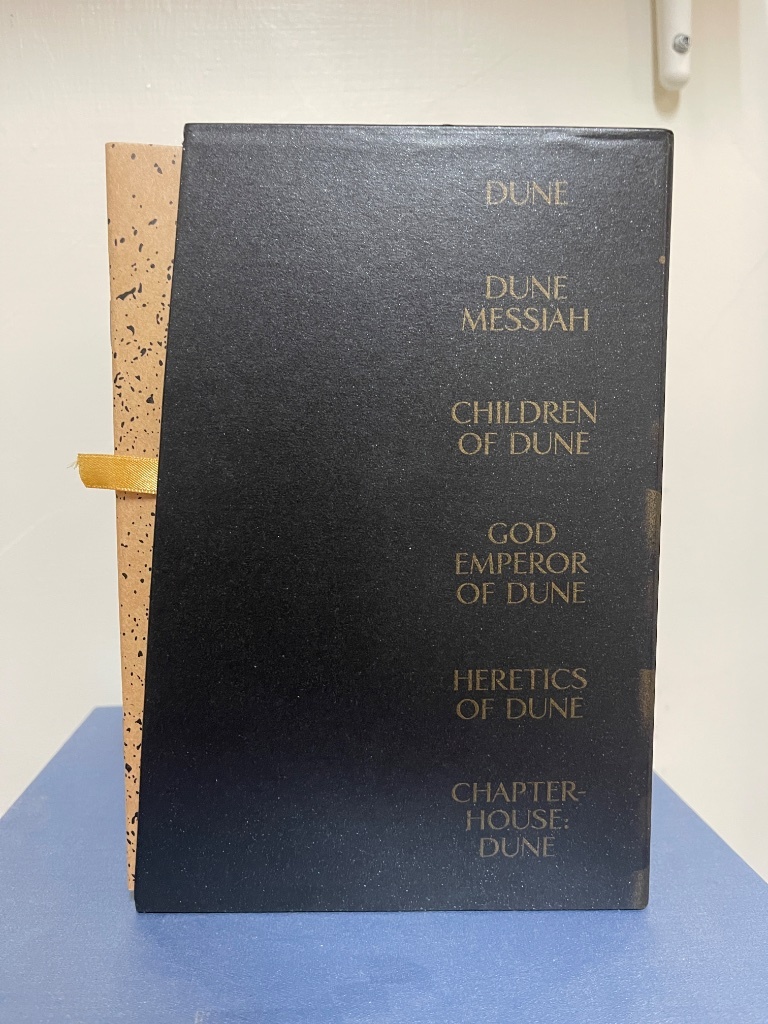 DUNE
DUNE
MESSIAH
CHILDREN
OF DUNE
GOD
EMPEROR
OF DUNE
HERETICS
OF DUNE
CHAPTER-
HOUSE:
DUNE